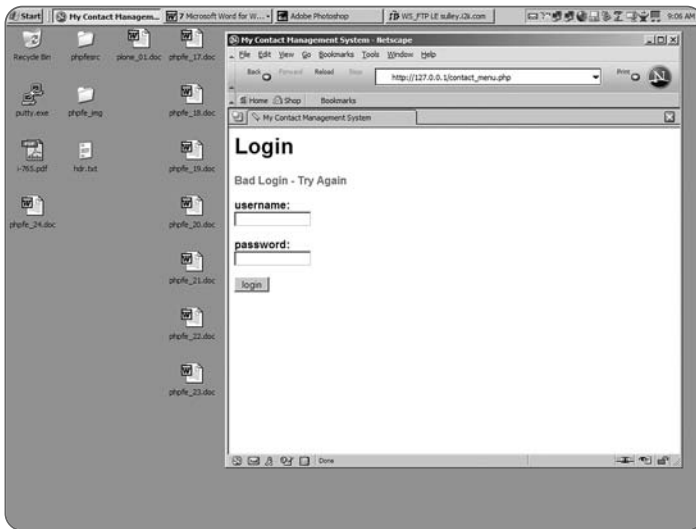 Start My Contact Managem... 7 Microsoft Word for W... Adobe Photoshop WS_FTP LE sulley.i2ii.com 9:06 AM
Recycle Bin phpfesrc plone_01.doc phpfe_17.doc
putty.exe phpfe_img phpfe_18.doc
i-765.pdf hdr.txt phpfe_19.doc
phpfe_24.doc phpfe_20.doc
phpfe_21.doc
phpfe_22.doc
phpfe_23.doc
My Contact Management System - Netscape
File Edit View Go Bookmarks Tools Window Help
Back Forward Reload Stop http://127.0.0.1/contact_menu.php Print N
Home Shop Bookmarks
My Contact Management System
Login
Bad Login - Try Again
username:
password:
login
Done